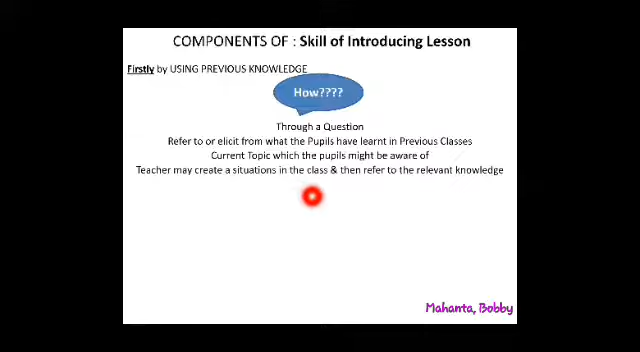 COMPONENTS OF : Skill of Introducing Lesson
Firstly by USING PREVIOUS KNOWLEDGE
How????
Through a Question
Refer to or elicit from what the Pupils have learnt in Previous Classes
Current Topic which the pupils might be aware of
Teacher may create a situations in the class & then refer to the relevant knowledge
Mahanta, Bobby